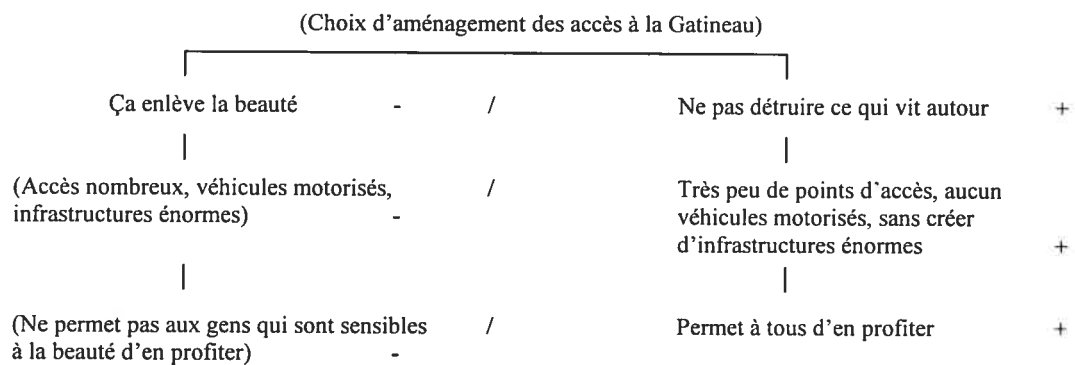 (Choix d'aménagement des accès à la Gatineau)
Ça enlève la beauté - / Ne pas détruire ce qui vit autour +
(Accès nombreux, véhicules motorisés, / Très peu de points d'accès, aucun
infrastructures énormes) - véhicules motorisés, sans créer
d'infrastructures énormes +
(Ne permet pas aux gens qui sont sensibles / Permet à tous d'en profiter +
à la beauté d'en profiter) -